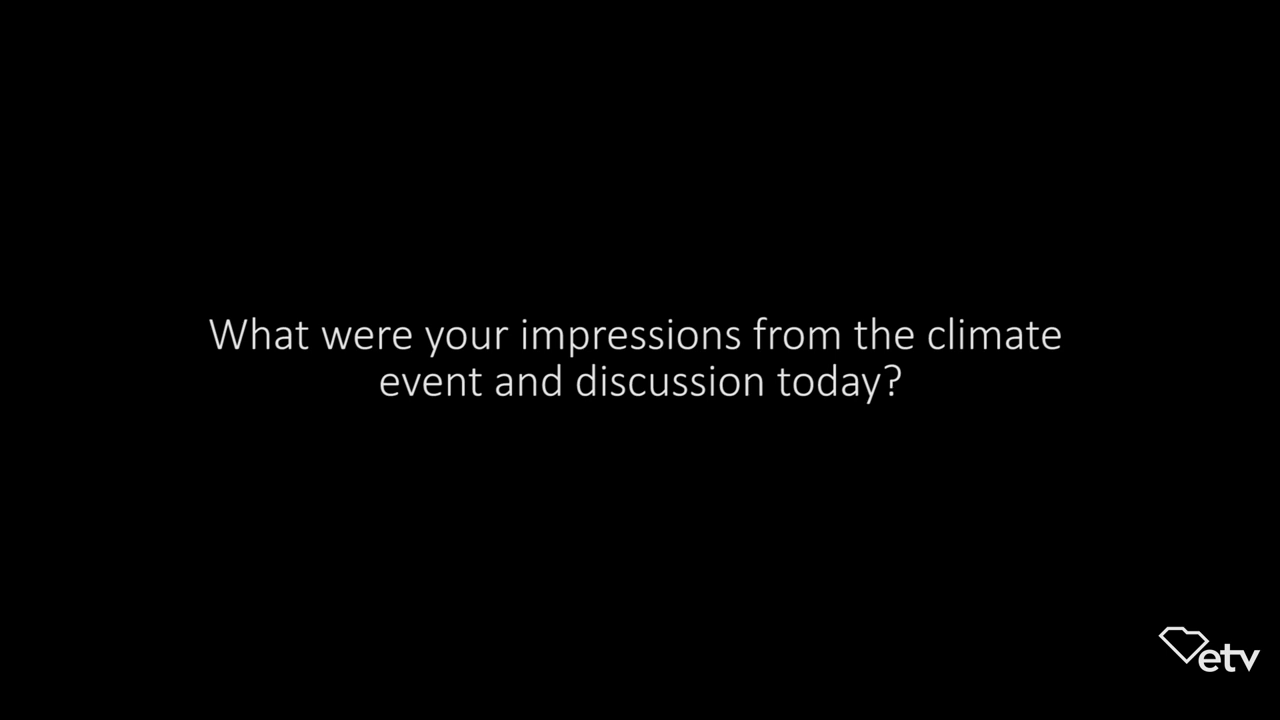 What were your impressions from the climate
event and discussion today?
etv